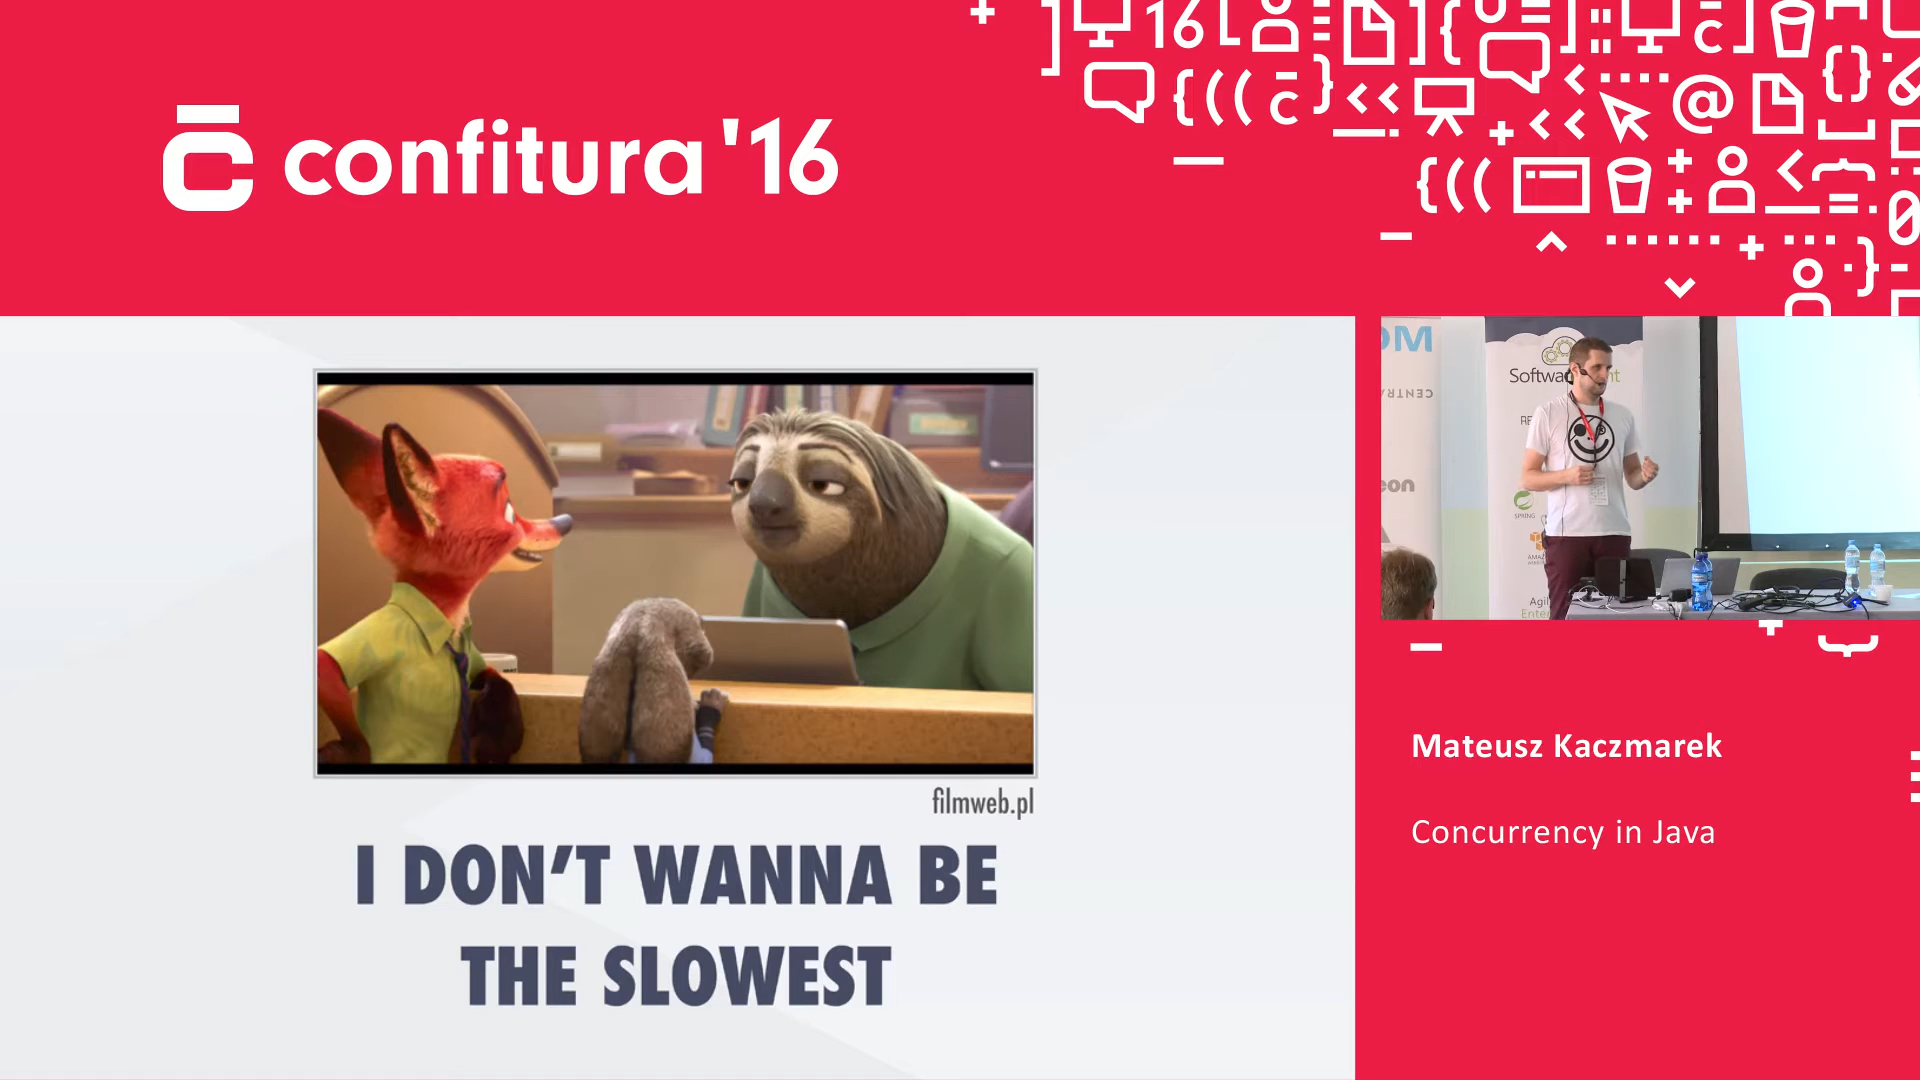 confitura '16
filmweb.pl
I DON'T WANNA BE
THE SLOWEST
Mateusz Kaczmarek
Concurrency in Java